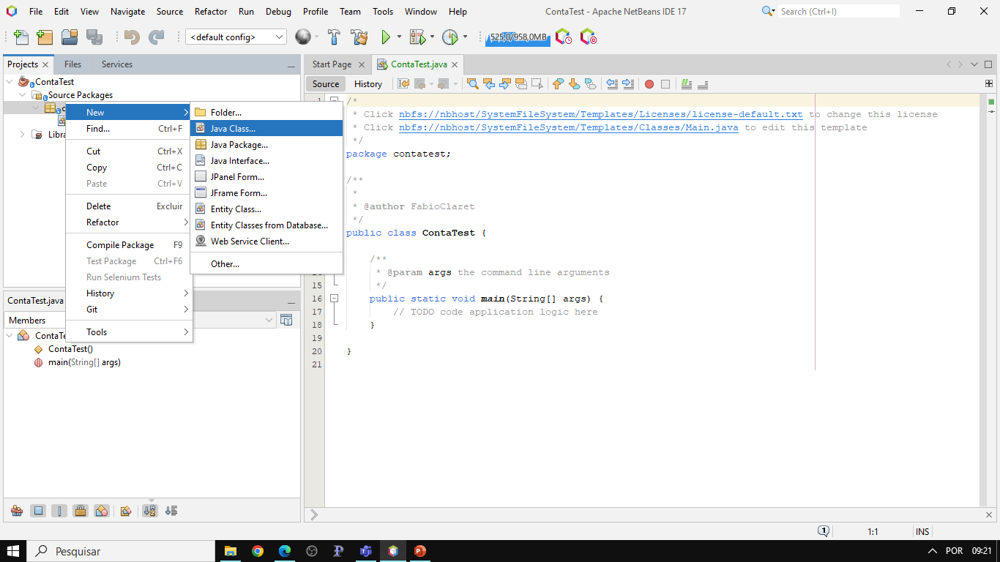 File Edit View Navigate Source Refactor Run Debug Profile Team Tools Window Help
ContaTest - Apache NetBeans IDE 17
Search (Ctrl+I)
<default config>
525,0/958,0MB
Projects Files Services
ContaTest
Source Packages
New
Find... Ctrl+F
Cut Ctrl+X
Copy Ctrl+C
Paste Ctrl+V
Delete Excluir
Refactor
Compile Package F9
Test Package Ctrl+F6
Run Selenium Tests
History
Git
Tools
Folder...
Java Class...
Java Package...
Java Interface...
JPanel Form...
JFrame Form...
Entity Class...
Entity Classes from Database...
Web Service Client...
Other...
ContaTest.java
Members
ContaTest()
main(String[] args)
Start Page ContaTest.java
Source History
1 /*
* Click nbfs://nbhost/SystemFileSystem/Templates/Licenses/license-default.txt to change this license
* Click nbfs://nbhost/SystemFileSystem/Templates/Classes/Main.java to edit this template
*/
package contatest;
/**
*
* @author FabioClaret
*/
public class ContaTest {
/**
* @param args the command line arguments
15 */
16 public static void main(String[] args) {
17 // TODO code application logic here
18 }
19
20 }
21
1
1:1 INS
Pesquisar
POR 09:21